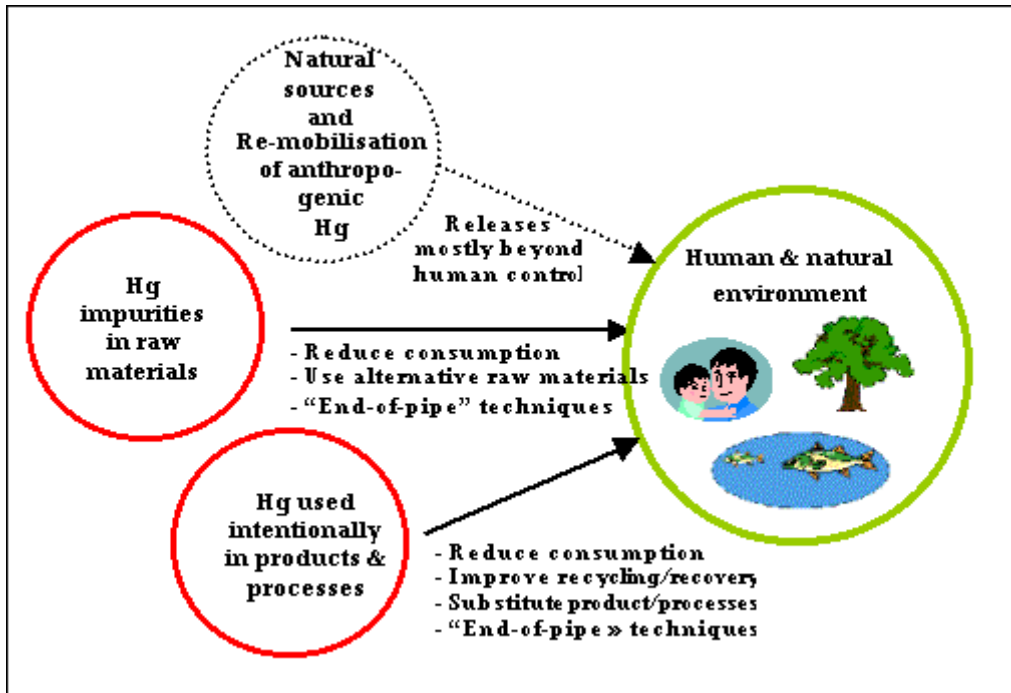 Natural
sources
and
Re-mobilisation
of anthropo-
genic
Hg
Releases
mostly beyond
human control
Human & natural
environment
Hg
impurities
in raw
materials
- Reduce consumption
- Use alternative raw materials
- “End-of-pipe” techniques
Hg used
intentionally
in products &
processes
- Reduce consumption
- Improve recycling/recovery
- Substitute product/processes
- “End-of-pipe » techniques